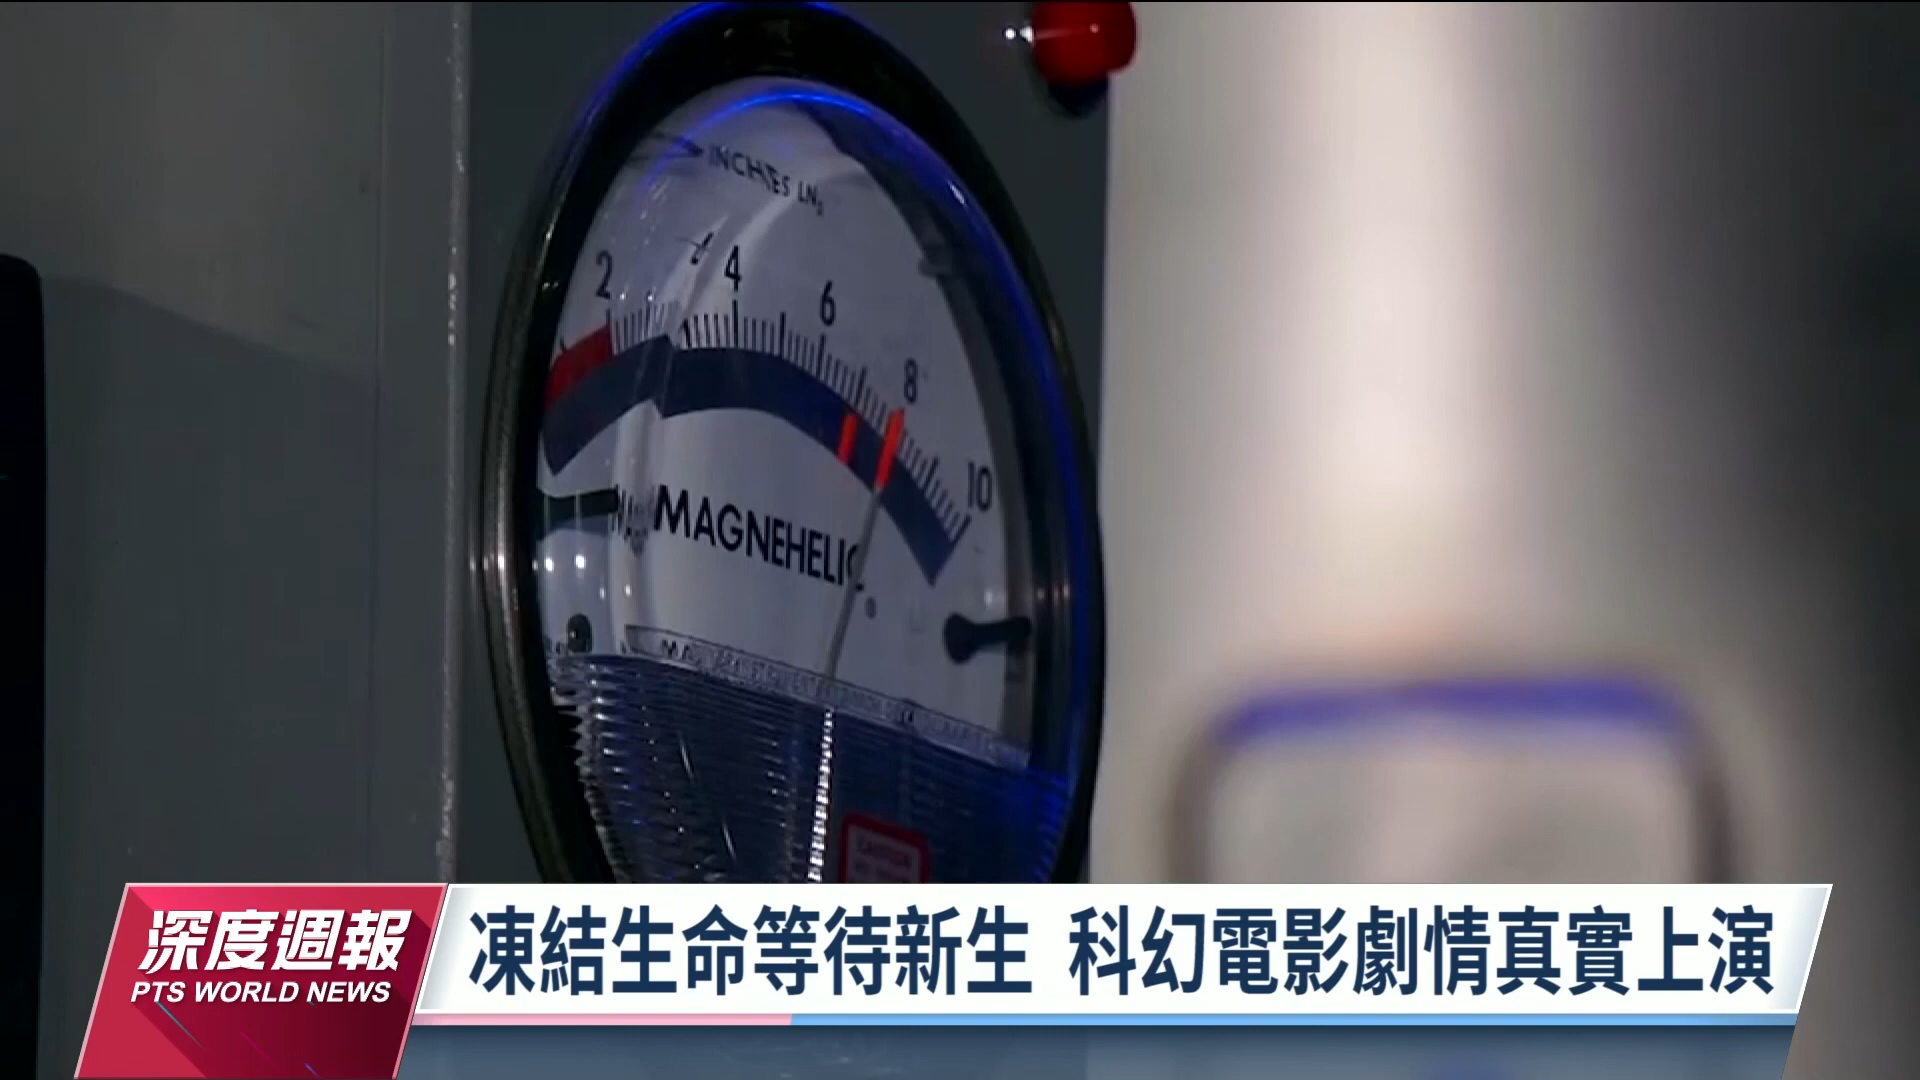 INCHES LN₂
2 4 6 8 10
MAGNEHELIC
CAUTION
深度週報
PTS WORLD NEWS
凍結生命等待新生 科幻電影劇情真實上演